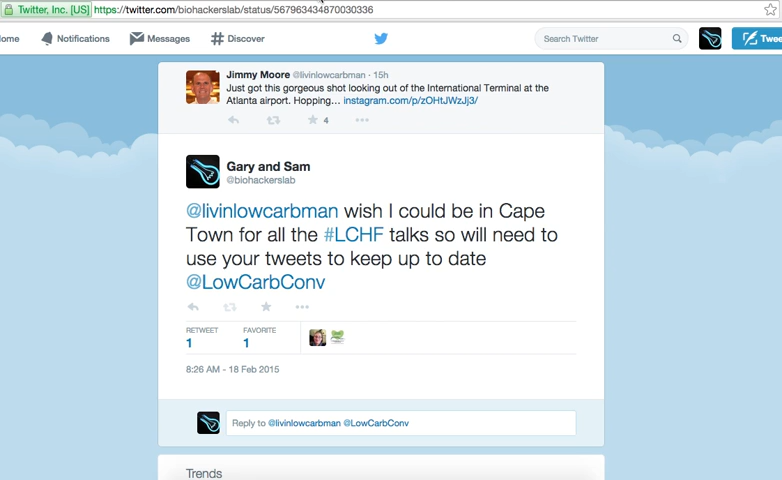 Twitter, Inc. [US] https://twitter.com/biohackerslab/status/567963434870030336
ome Notifications Messages Discover Search Twitter Twee
Jimmy Moore @livinlowcarbman · 15h
Just got this gorgeous shot looking out of the International Terminal at the
Atlanta airport. Hopping... instagram.com/p/zOHtJWzJj3/
4
Gary and Sam
@biohackerslab
@livinlowcarbman wish I could be in Cape
Town for all the #LCHF talks so will need to
use your tweets to keep up to date
@LowCarbConv
RETWEET FAVORITE
1 1
8:26 AM - 18 Feb 2015
Reply to @livinlowcarbman @LowCarbConv
Trends